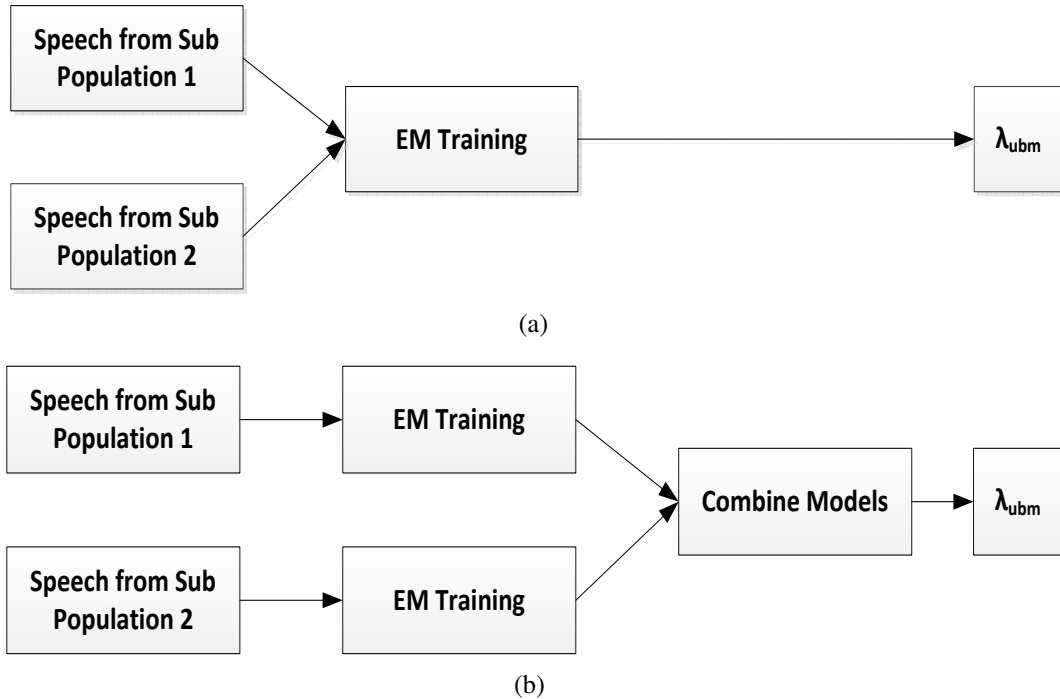 Speech from Sub
Population 1
EM Training
λubm
Speech from Sub
Population 2
(a)
Speech from Sub
Population 1
EM Training
Combine Models
λubm
Speech from Sub
Population 2
EM Training
(b)